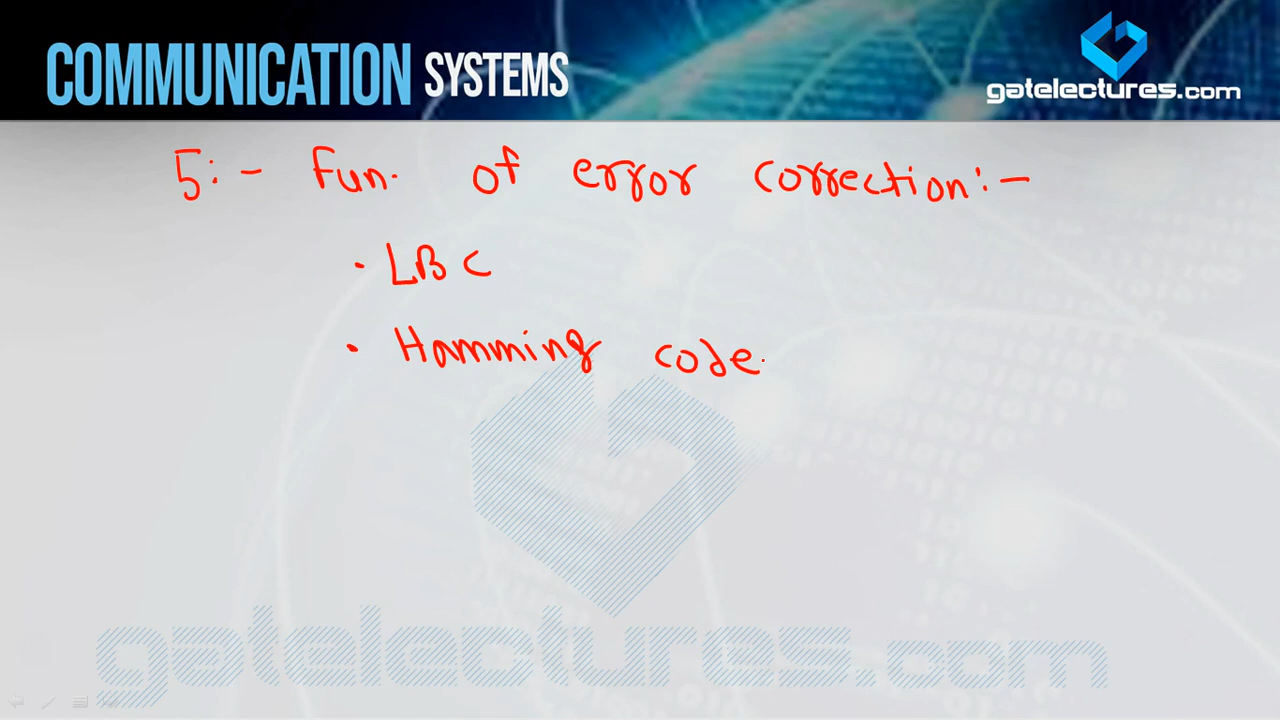 COMMUNICATION SYSTEMS
gatelectures.com
5:- Fun. of error correction:-
• LBC
• Hamming code.
gatelectures.com